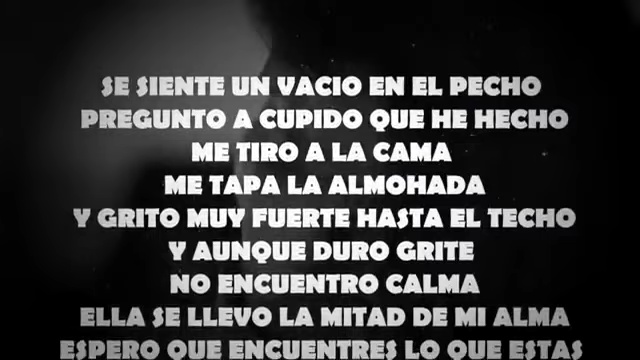 SE SIENTE UN VACIO EN EL PECHO
PREGUNTO A CUPIDO QUE HE HECHO
ME TIRO A LA CAMA
ME TAPA LA ALMOHADA
Y GRITO MUY FUERTE HASTA EL TECHO
Y AUNQUE DURO GRITE
NO ENCUENTRO CALMA
ELLA SE LLEVO LA MITAD DE MI ALMA
ESPERO QUE ENCUENTRES LO QUE ESTAS